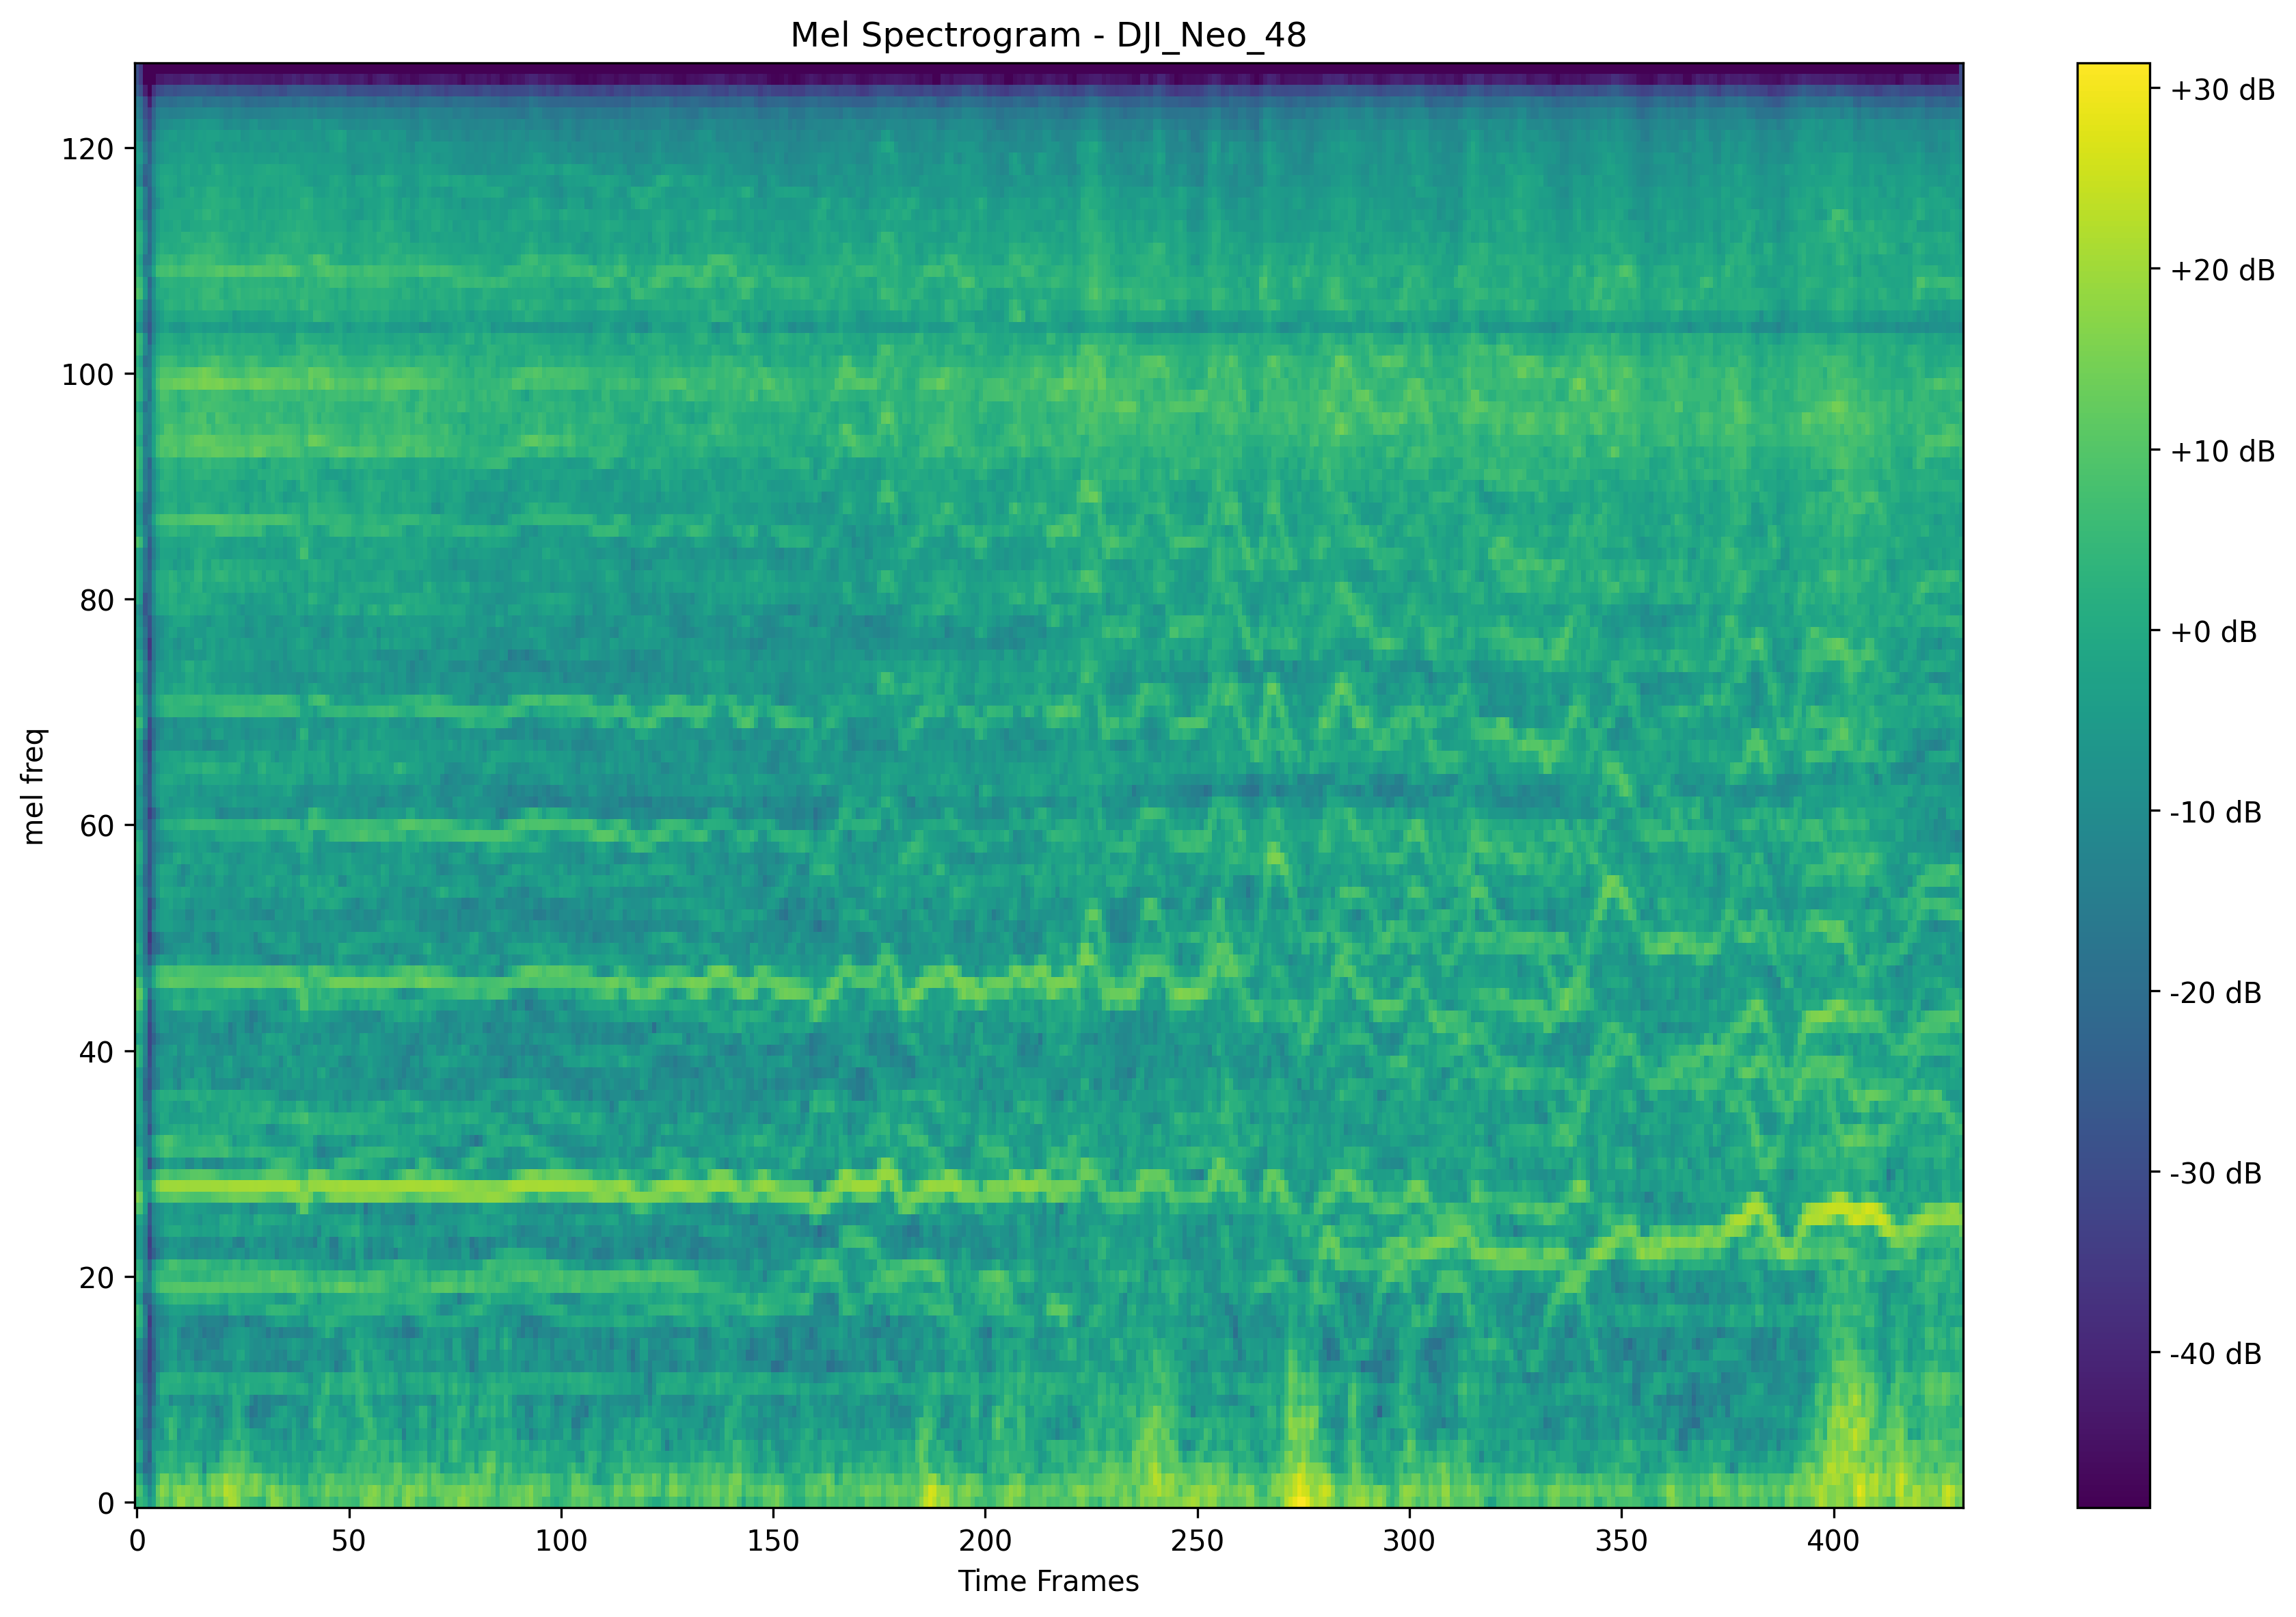 Mel Spectrogram - DJI_Neo_48
mel freq
120
100
80
60
40
20
0
0 50 100 150 200 250 300 350 400
Time Frames
+30 dB
+20 dB
+10 dB
+0 dB
-10 dB
-20 dB
-30 dB
-40 dB